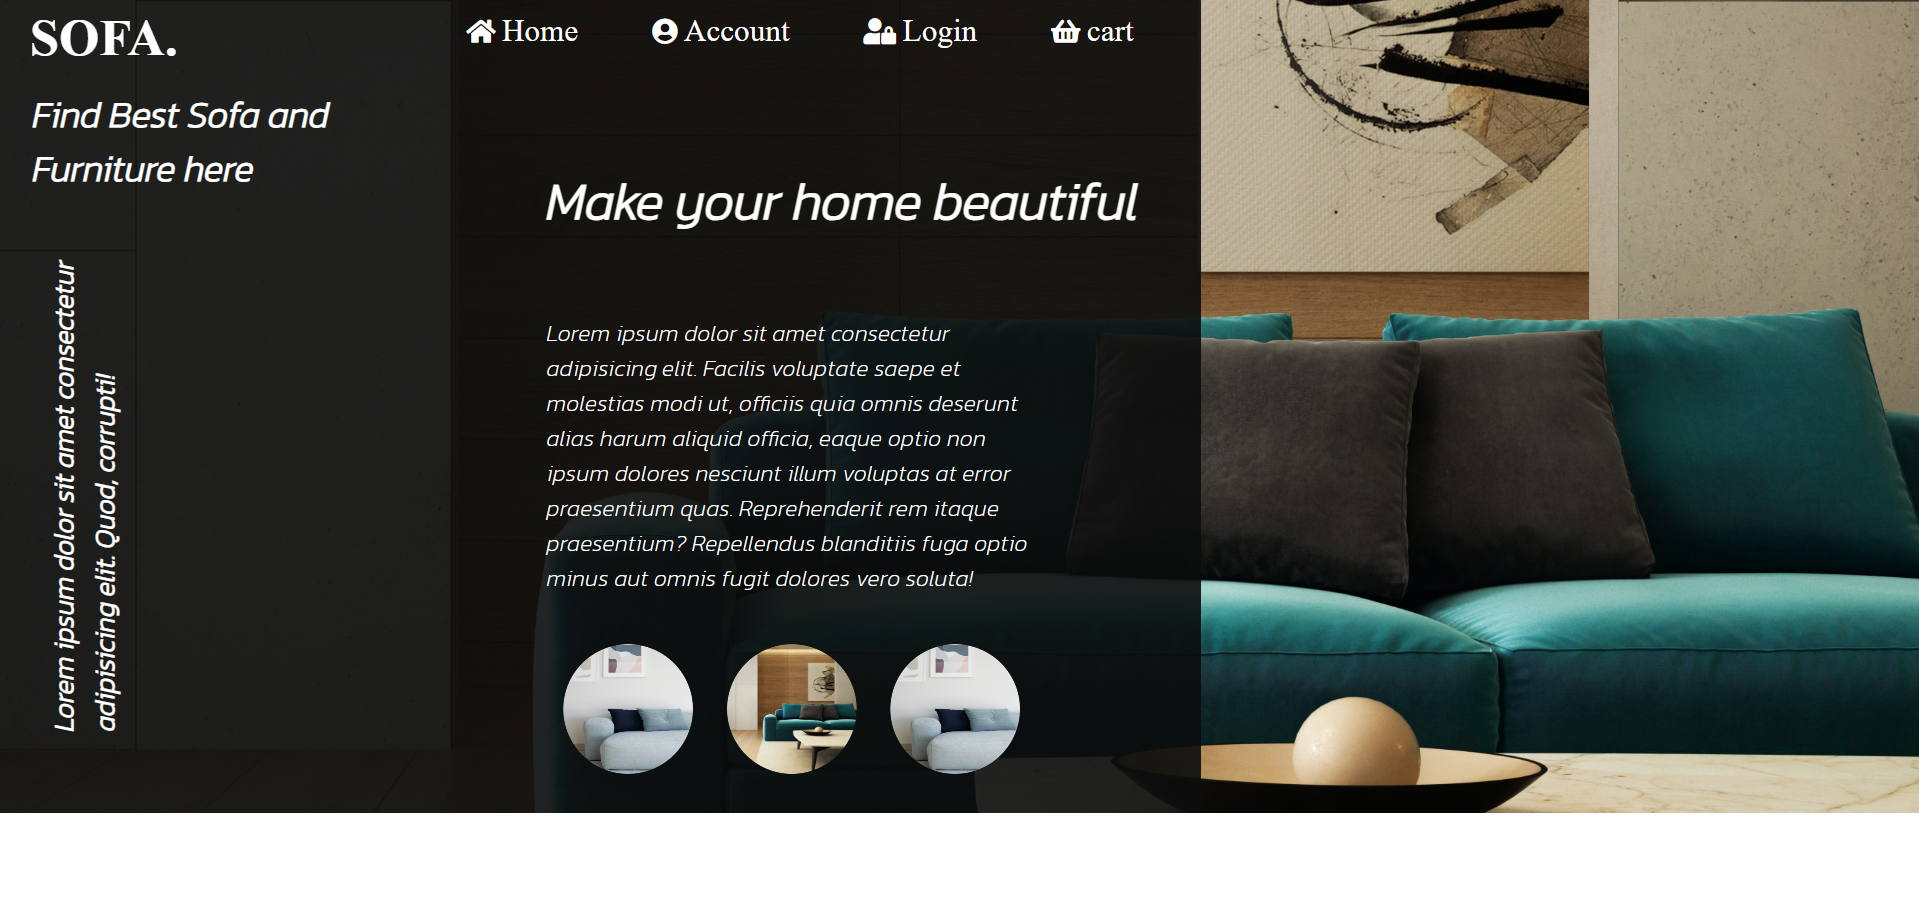 SOFA.
Home
Account
Login
cart
Find Best Sofa and
Furniture here
Lorem ipsum dolor sit amet consectetur
adipisicing elit. Quod, corrupti!
Make your home beautiful
Lorem ipsum dolor sit amet consectetur
adipisicing elit. Facilis voluptate saepe et
molestias modi ut, officiis quia omnis deserunt
alias harum aliquid officia, eaque optio non
ipsum dolores nesciunt illum voluptas at error
praesentium quas. Reprehenderit rem itaque
praesentium? Repellendus blanditiis fuga optio
minus aut omnis fugit dolores vero soluta!